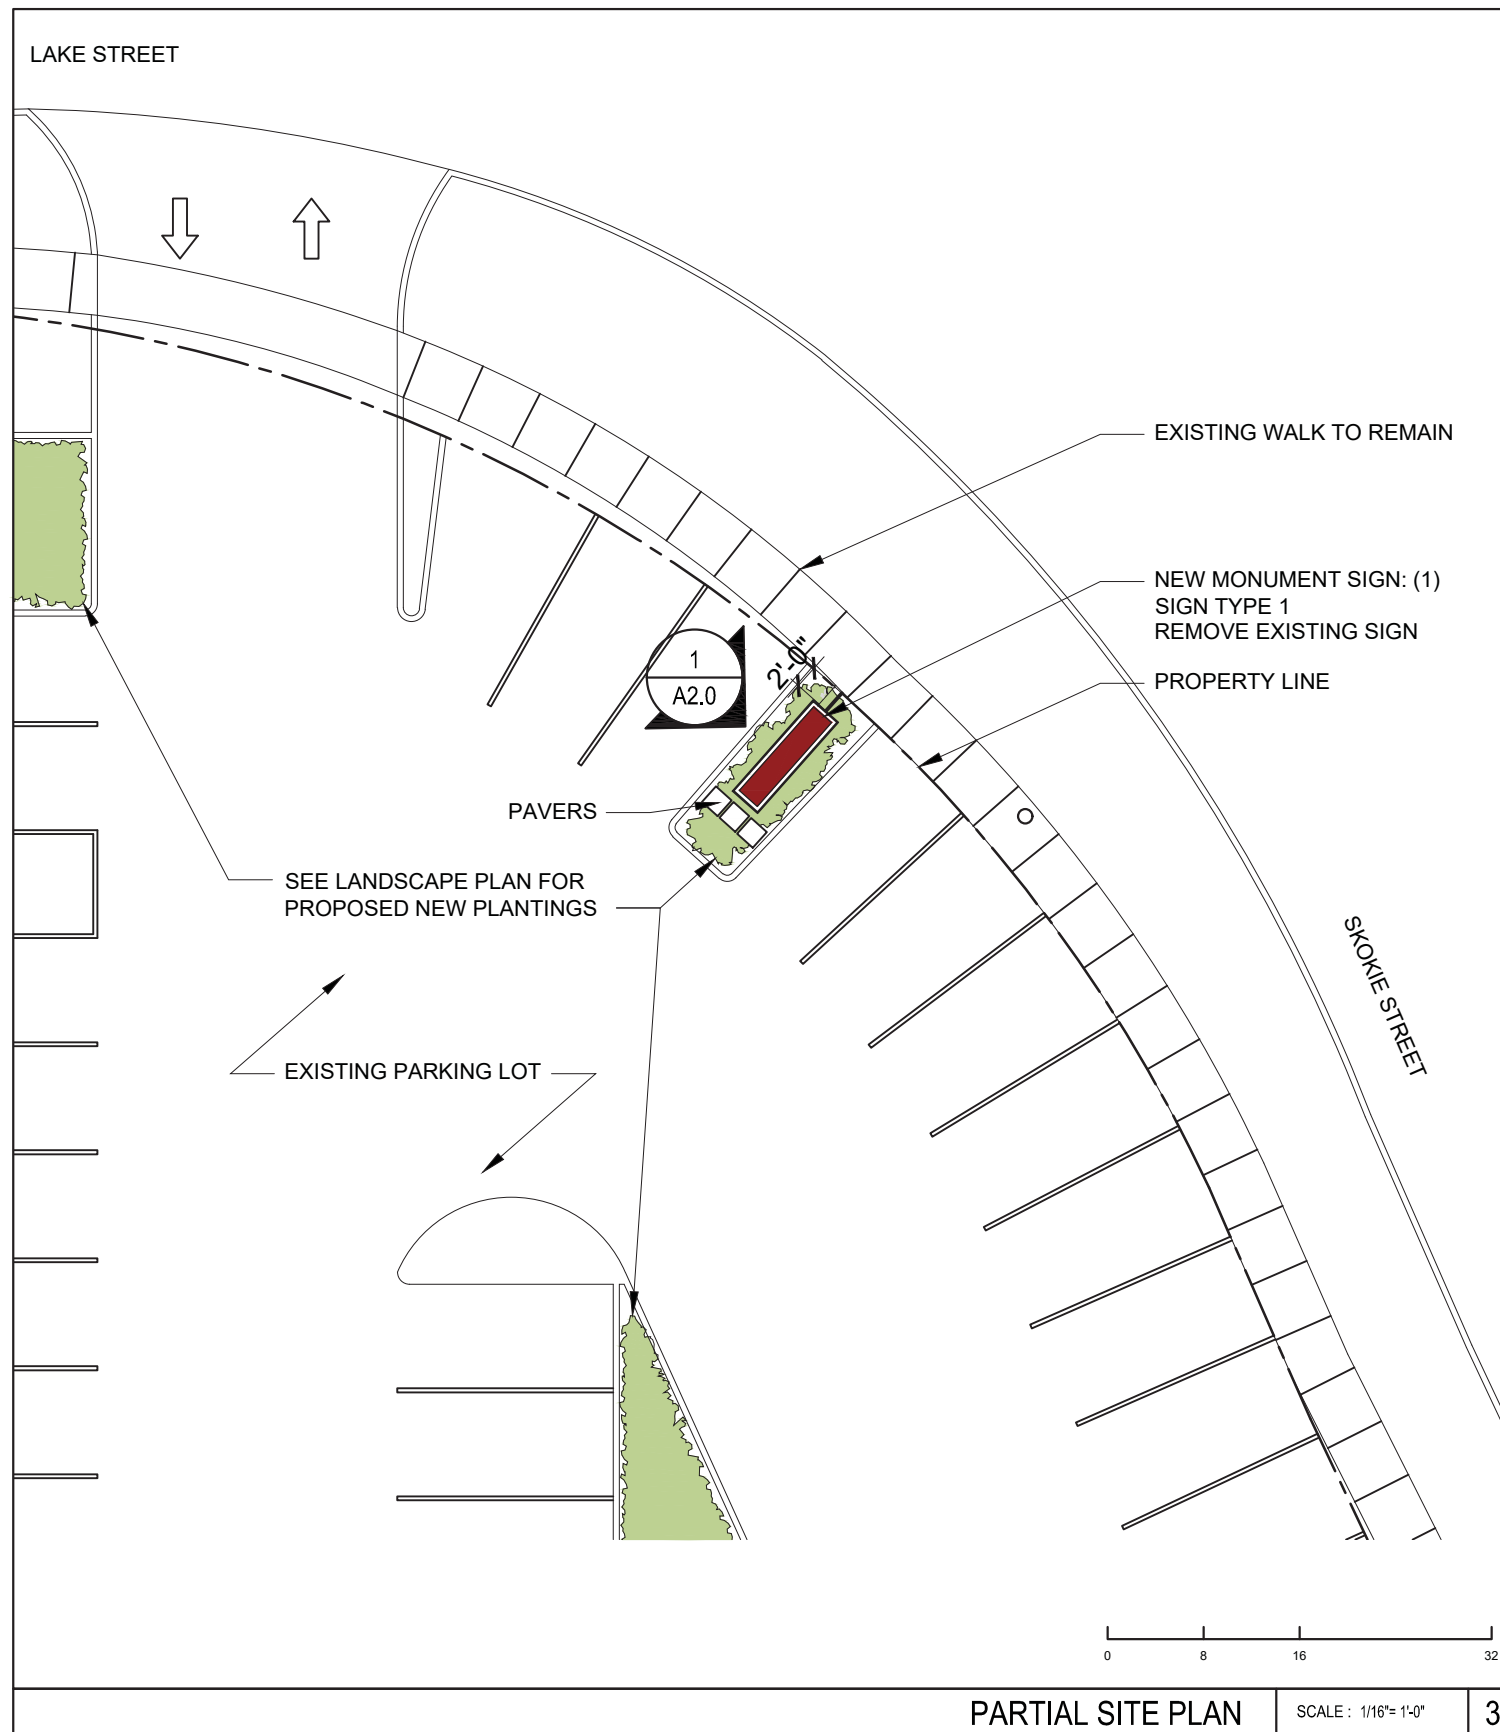 LAKE STREET
EXISTING WALK TO REMAIN
NEW MONUMENT SIGN: (1)
SIGN TYPE 1
REMOVE EXISTING SIGN
PROPERTY LINE
2'-0"
1
A2.0
PAVERS
SEE LANDSCAPE PLAN FOR
PROPOSED NEW PLANTINGS
SKOKIE STREET
EXISTING PARKING LOT
0 8 16 32
PARTIAL SITE PLAN
SCALE : 1/16"= 1'-0"
3